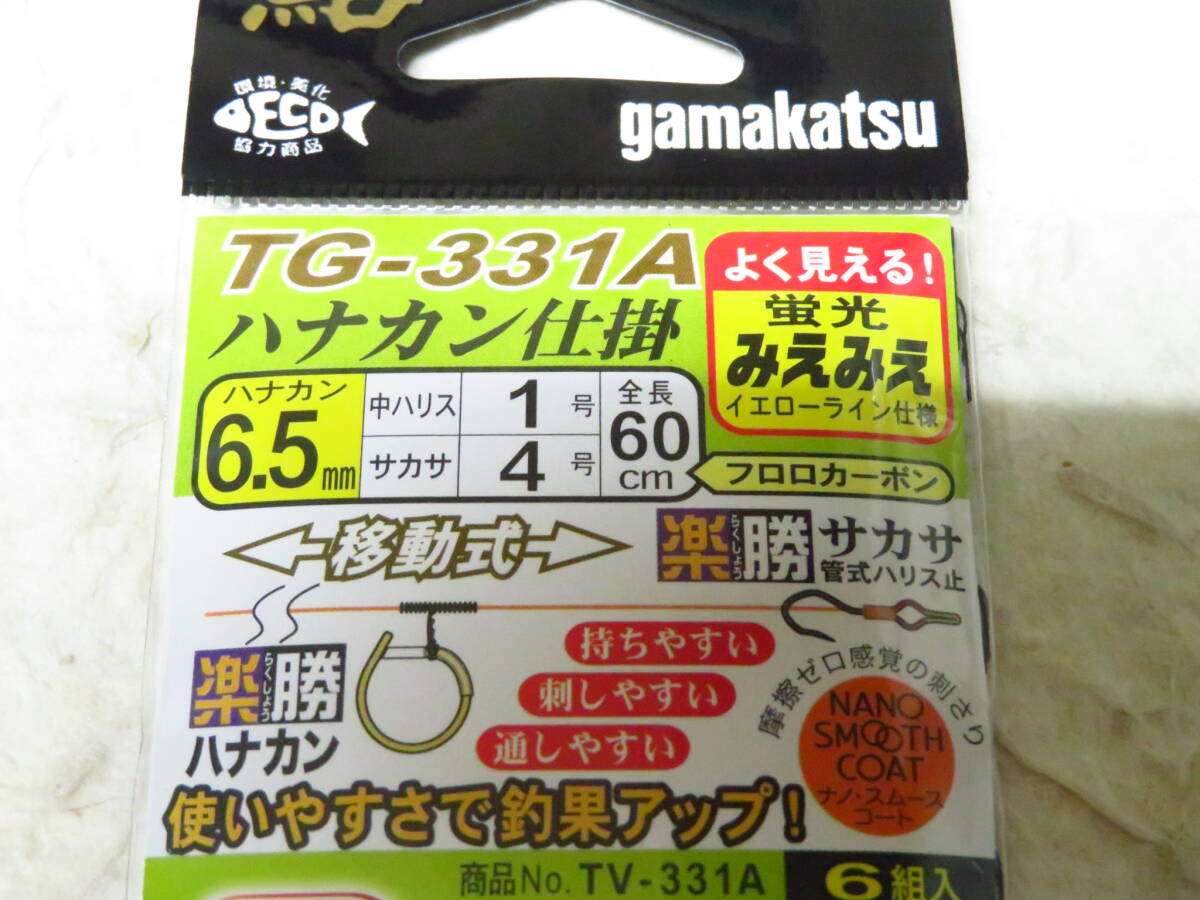 環境・美化
DECO
協力商品
gamakatsu
TG-331A
ハナカン仕掛
よく見える！
蛍光
みえみえ
イエローライン仕様
ハナカン
6.5mm
中ハリス 1号
サカサ 4号
全長
60
cm
フロロカーボン
移動式
楽勝
らくしょう
サカサ
管式ハリス止
楽勝
らくしょう
ハナカン
持ちやすい
刺しやすい
通しやすい
摩擦ゼロ感覚の刺さり
NANO
SMOOTH
COAT
ナノ・スムース
コート
使いやすさで釣果アップ！
商品No. TV-331A
6組入